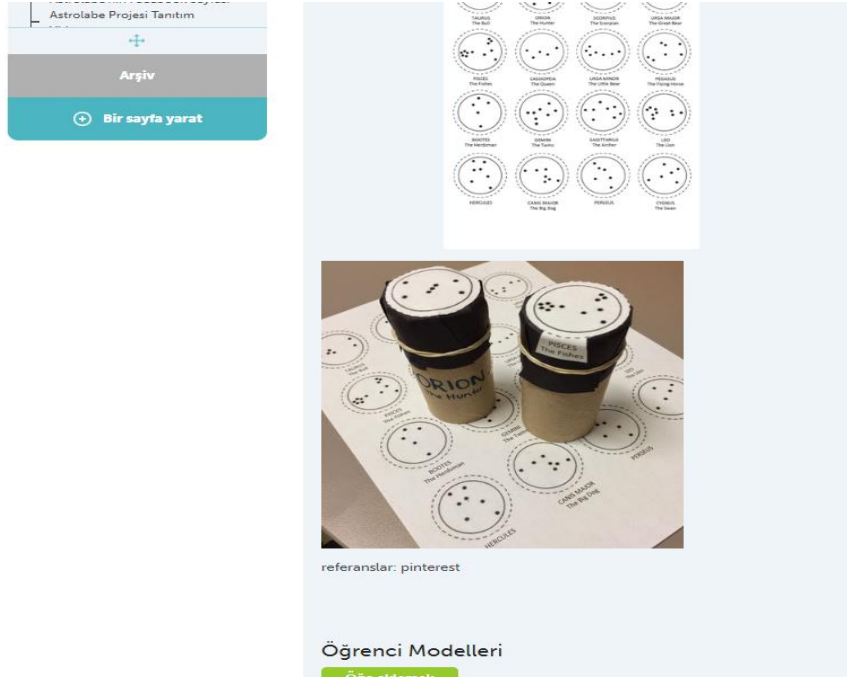 Astrolabe Projesi Tanıtım
Arşiv
Bir sayfa yarat
TAURUS
The Bull
ORION
The Hunter
SCORPIUS
The Scorpion
URSA MAJOR
The Great Bear
PISCES
The Fishes
CASSIOPEIA
The Queen
URSA MINOR
The Little Bear
PEGASUS
The Flying Horse
BOOTES
The Herdsman
GEMINI
The Twins
SAGITTARIUS
The Archer
LEO
The Lion
HERCULES
CANIS MAJOR
The Big Dog
PERSEUS
CYGNUS
The Swan
ORION
The Hunter
PISCES
The Fishes
TAURUS
The Bull
PISCES
The Fishes
GEMINI
BOOTES
The Herdsman
PERSEUS
CANIS MAJOR
The Big Dog
HERCULES
referanslar: pinterest
Öğrenci Modelleri